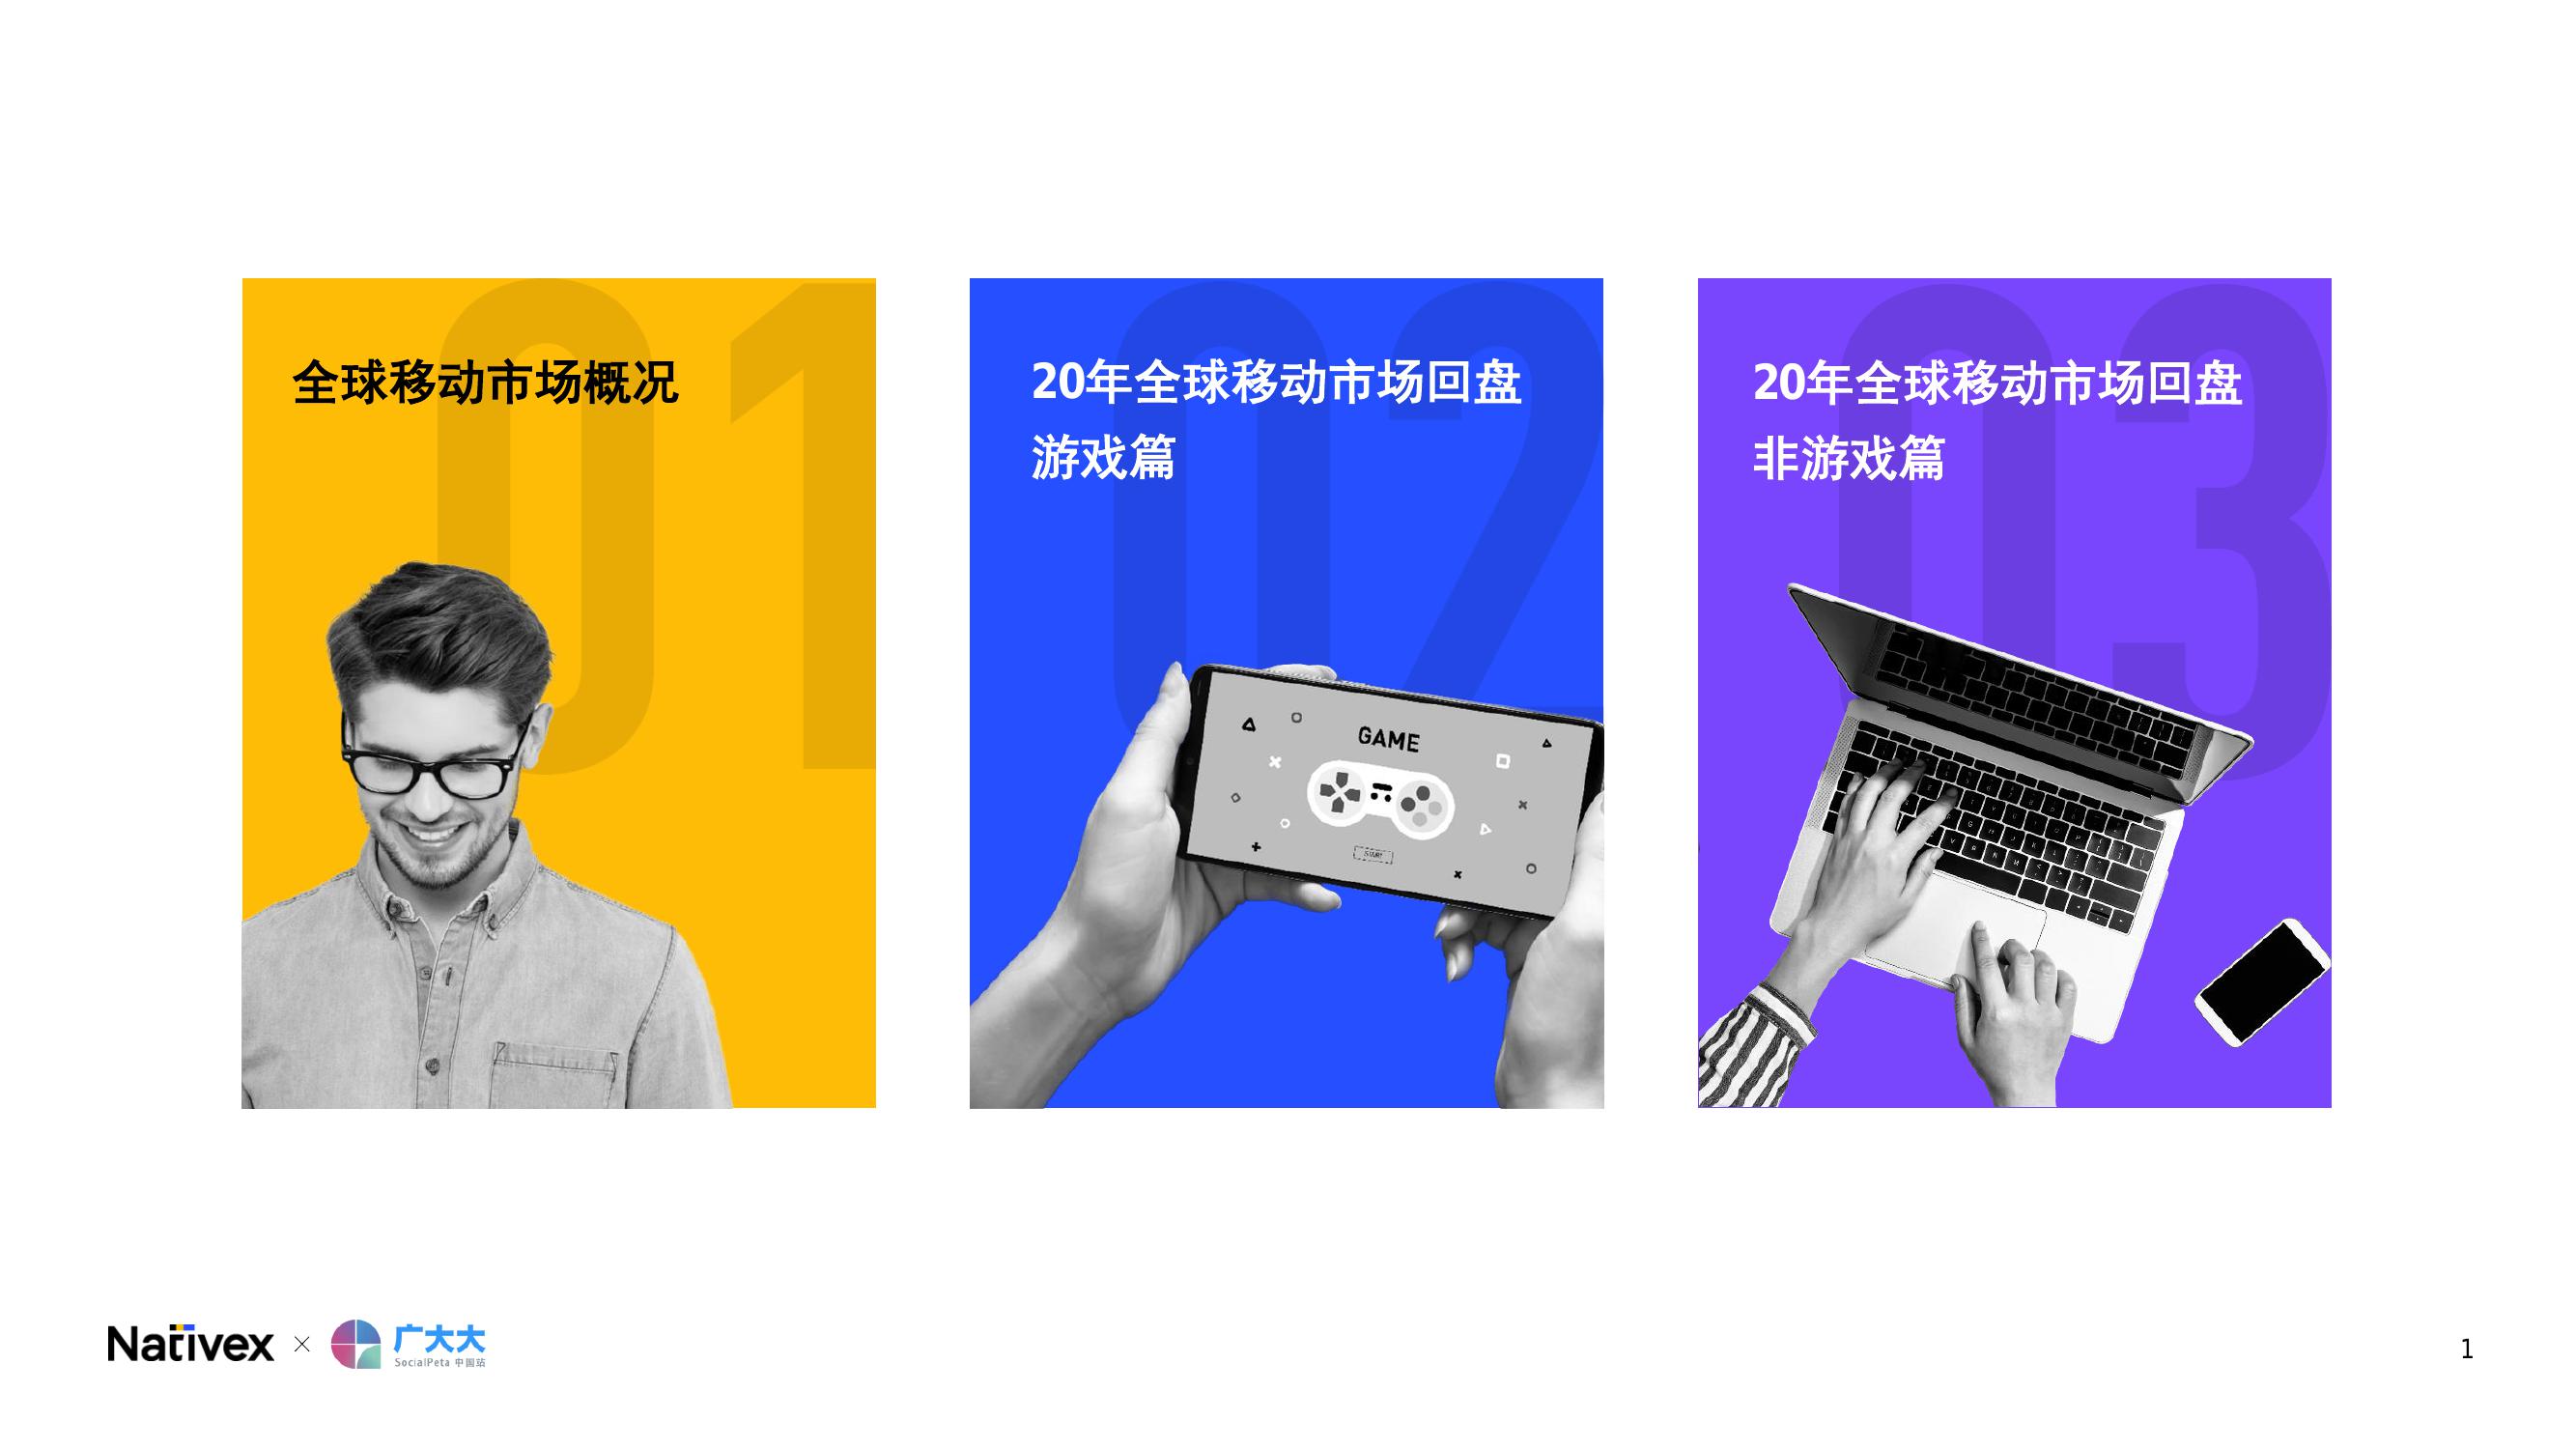 01
全球移动市场概况
02
20年全球移动市场回盘
游戏篇
GAME
START
03
20年全球移动市场回盘
非游戏篇
Nativex × 广大大
SocialPeta 中国站
1